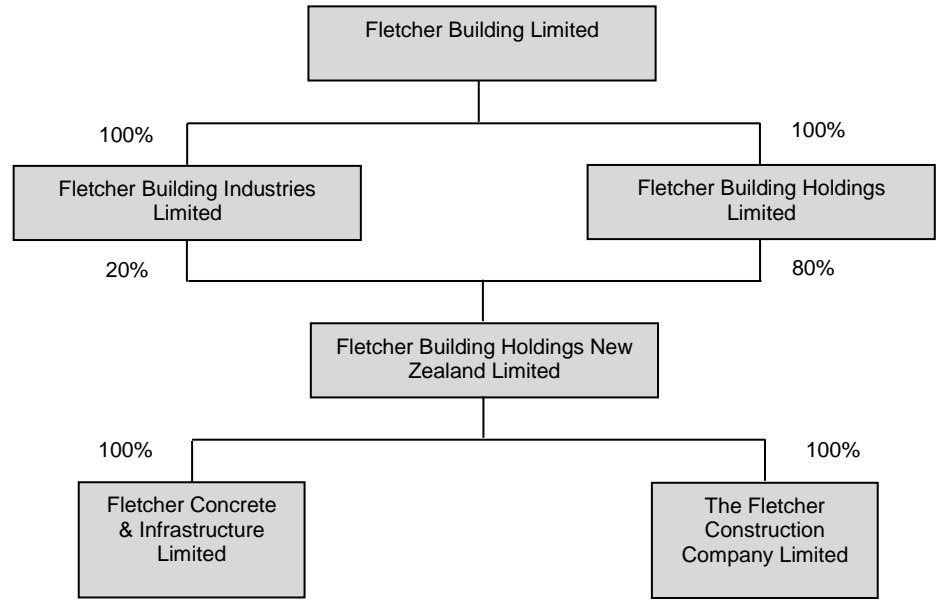 Fletcher Building Limited
100%
100%
Fletcher Building Industries
Limited
Fletcher Building Holdings
Limited
20%
80%
Fletcher Building Holdings New
Zealand Limited
100%
100%
Fletcher Concrete
& Infrastructure
Limited
The Fletcher
Construction
Company Limited